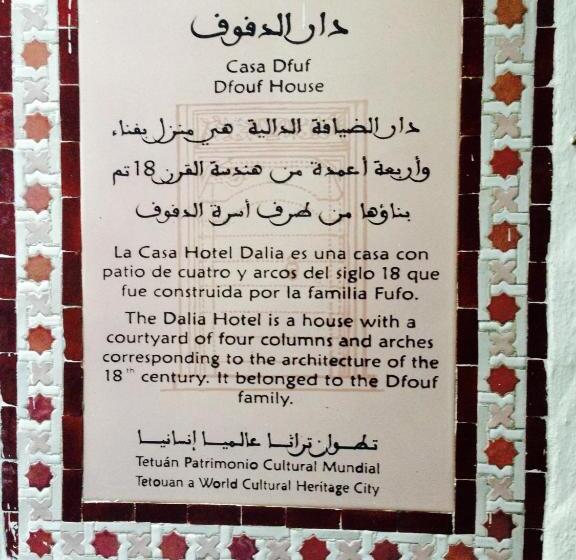 دار الدفوف
Casa Dfuf
Dfouf House
دار الضيافة الدالية هي منزل بفناء
وأربعة أعمدة من هندسة القرن 18 تم
بناؤها من طرف أسرة الدفوف
La Casa Hotel Dalia es una casa con
patio de cuatro y arcos del siglo 18 que
fue construida por la familia Fufo.
The Dalia Hotel is a house with a
courtyard of four columns and arches
corresponding to the architecture of the
18th century. It belonged to the Dfouf
family.
تطوان تراثا عالميا إنسانيا
Tetuán Patrimonio Cultural Mundial
Tetouan a World Cultural Heritage City